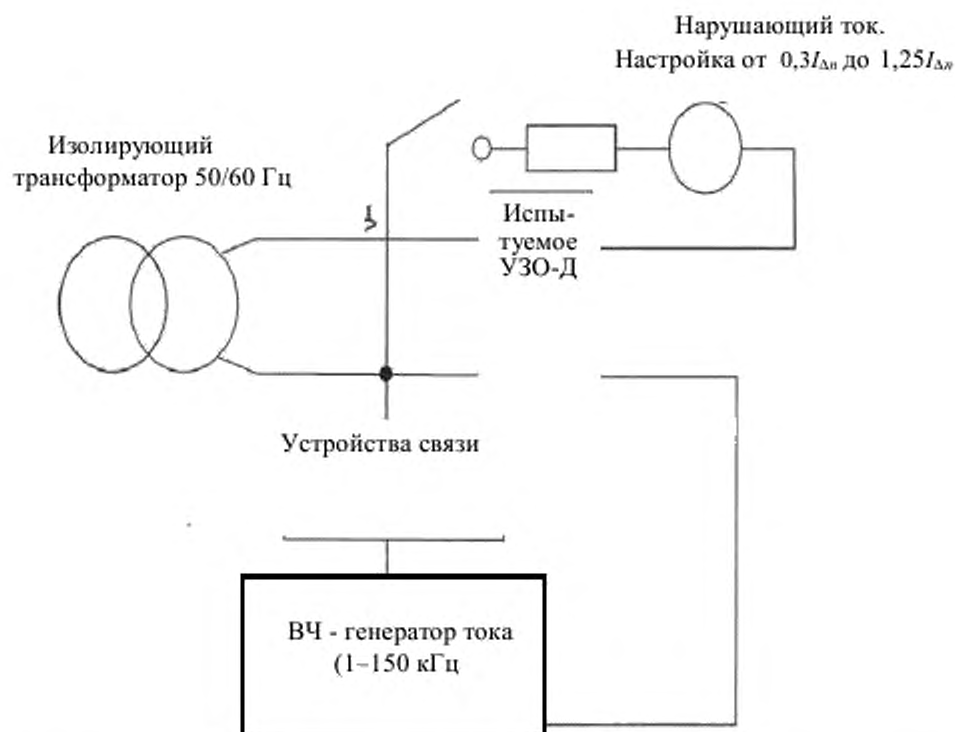 Нарушающий ток.
Настройка от 0,3IΔn до 1,25IΔn
Изолирующий
трансформатор 50/60 Гц
Испы-
туемое
УЗО-Д
Устройства связи
ВЧ - генератор тока
(1–150 кГц